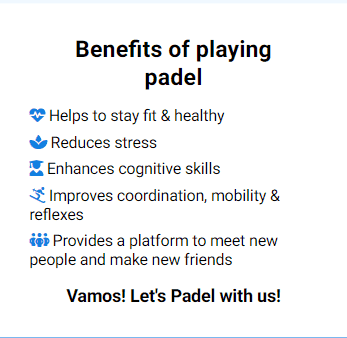 Benefits of playing
padel
Helps to stay fit & healthy
Reduces stress
Enhances cognitive skills
Improves coordination, mobility &
reflexes
Provides a platform to meet new
people and make new friends
Vamos! Let's Padel with us!